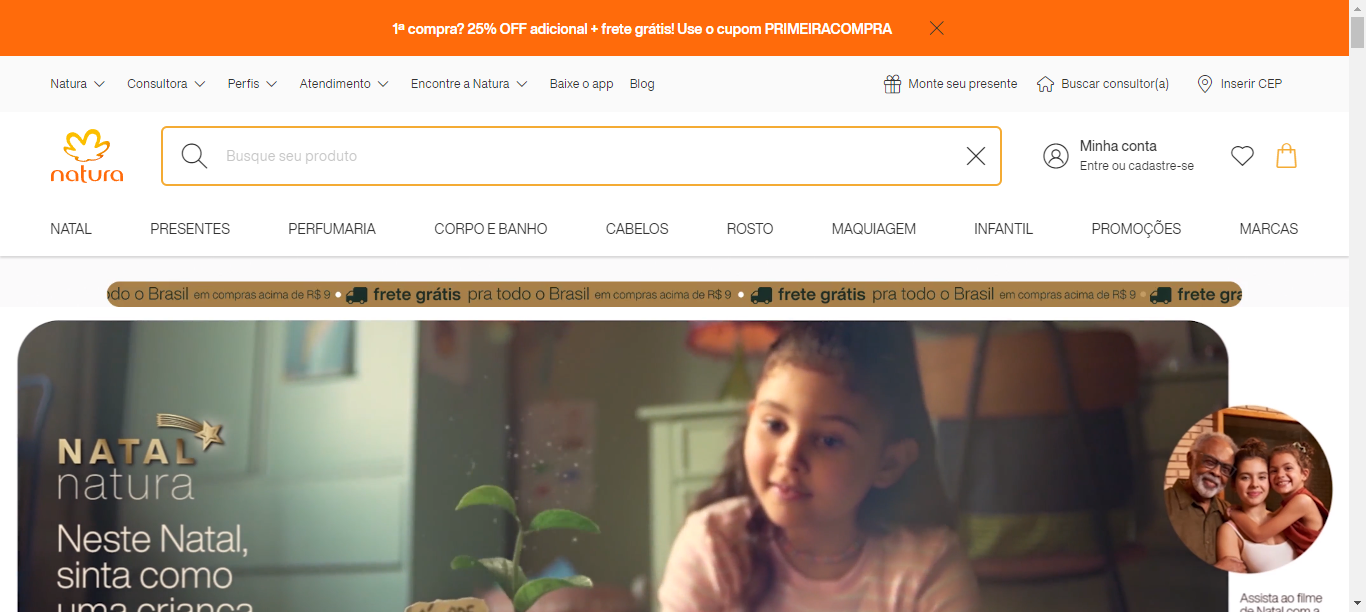 1ª compra? 25% OFF adicional + frete grátis! Use o cupom PRIMEIRACOMPRA
Natura Consultora Perfis Atendimento Encontre a Natura Baixe o app Blog Monte seu presente Buscar consultor(a) Inserir CEP
natura
Busque seu produto
Minha conta
Entre ou cadastre-se
NATAL PRESENTES PERFUMARIA CORPO E BANHO CABELOS ROSTO MAQUIAGEM INFANTIL PROMOÇÕES MARCAS
odo o Brasil em compras acima de R$ 9 • frete grátis pra todo o Brasil em compras acima de R$ 9 • frete grátis pra todo o Brasil em compras acima de R$ 9 • frete gra
NATAL
natura
Neste Natal,
sinta como
uma criança
Assista ao filme
de Natal com a